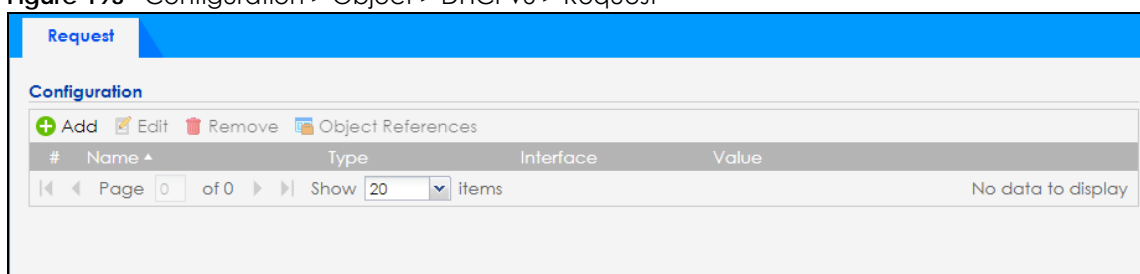 Request
Configuration
Add Edit Remove Object References
# Name Type Interface Value
Page 0 of 0 Show 20 items No data to display